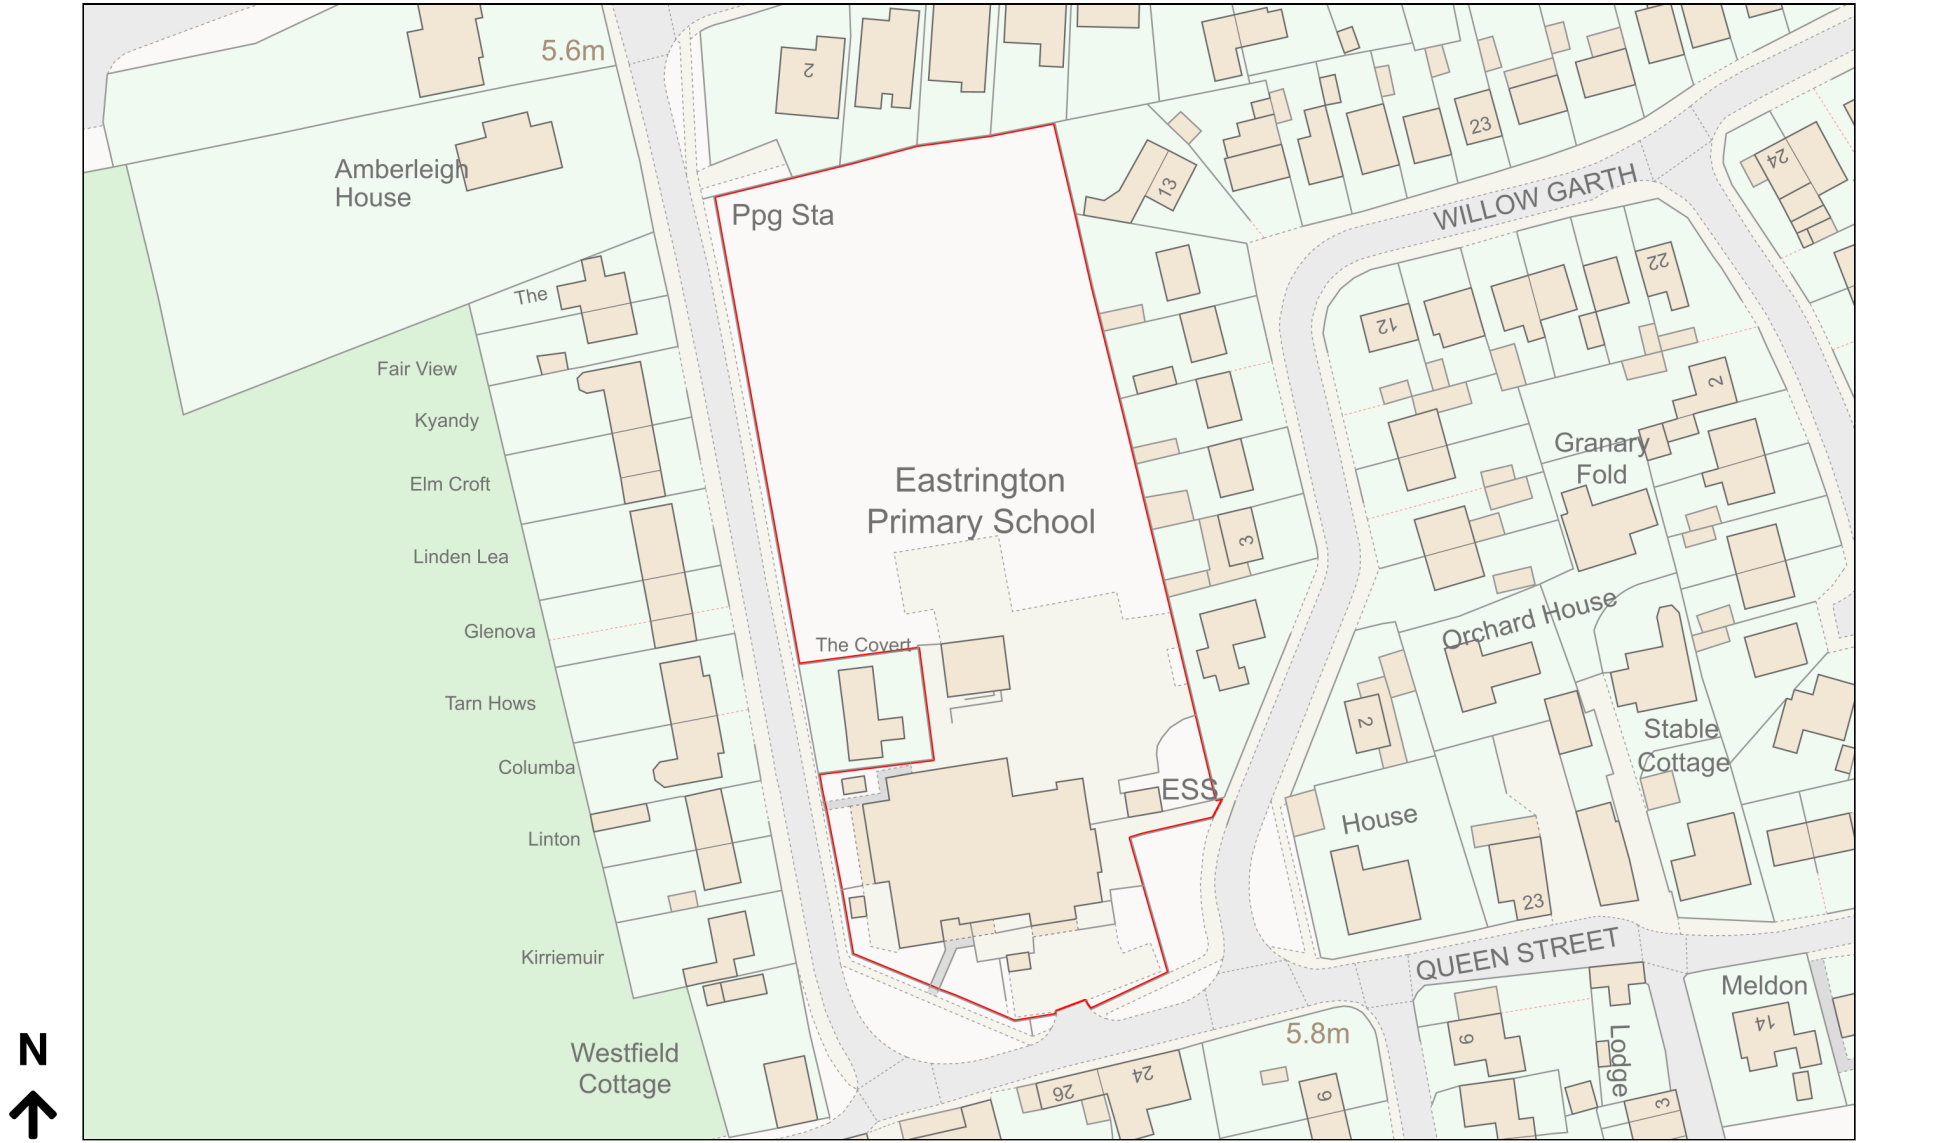 5.6m
2
Amberleigh
House
Ppg Sta
13
23
24
WILLOW GARTH
The
22
12
Fair View
2
Kyandy
Granary
Fold
Elm Croft
Eastrington
Primary School
3
Linden Lea
Orchard House
Glenova
The Covert
Tarn Hows
2
Stable
Cottage
Columba
ESS
House
Linton
23
Kirriemuir
QUEEN STREET
Meldon
14
5.8m
6
Lodge
N
Westfield
Cottage
24
26
9
3